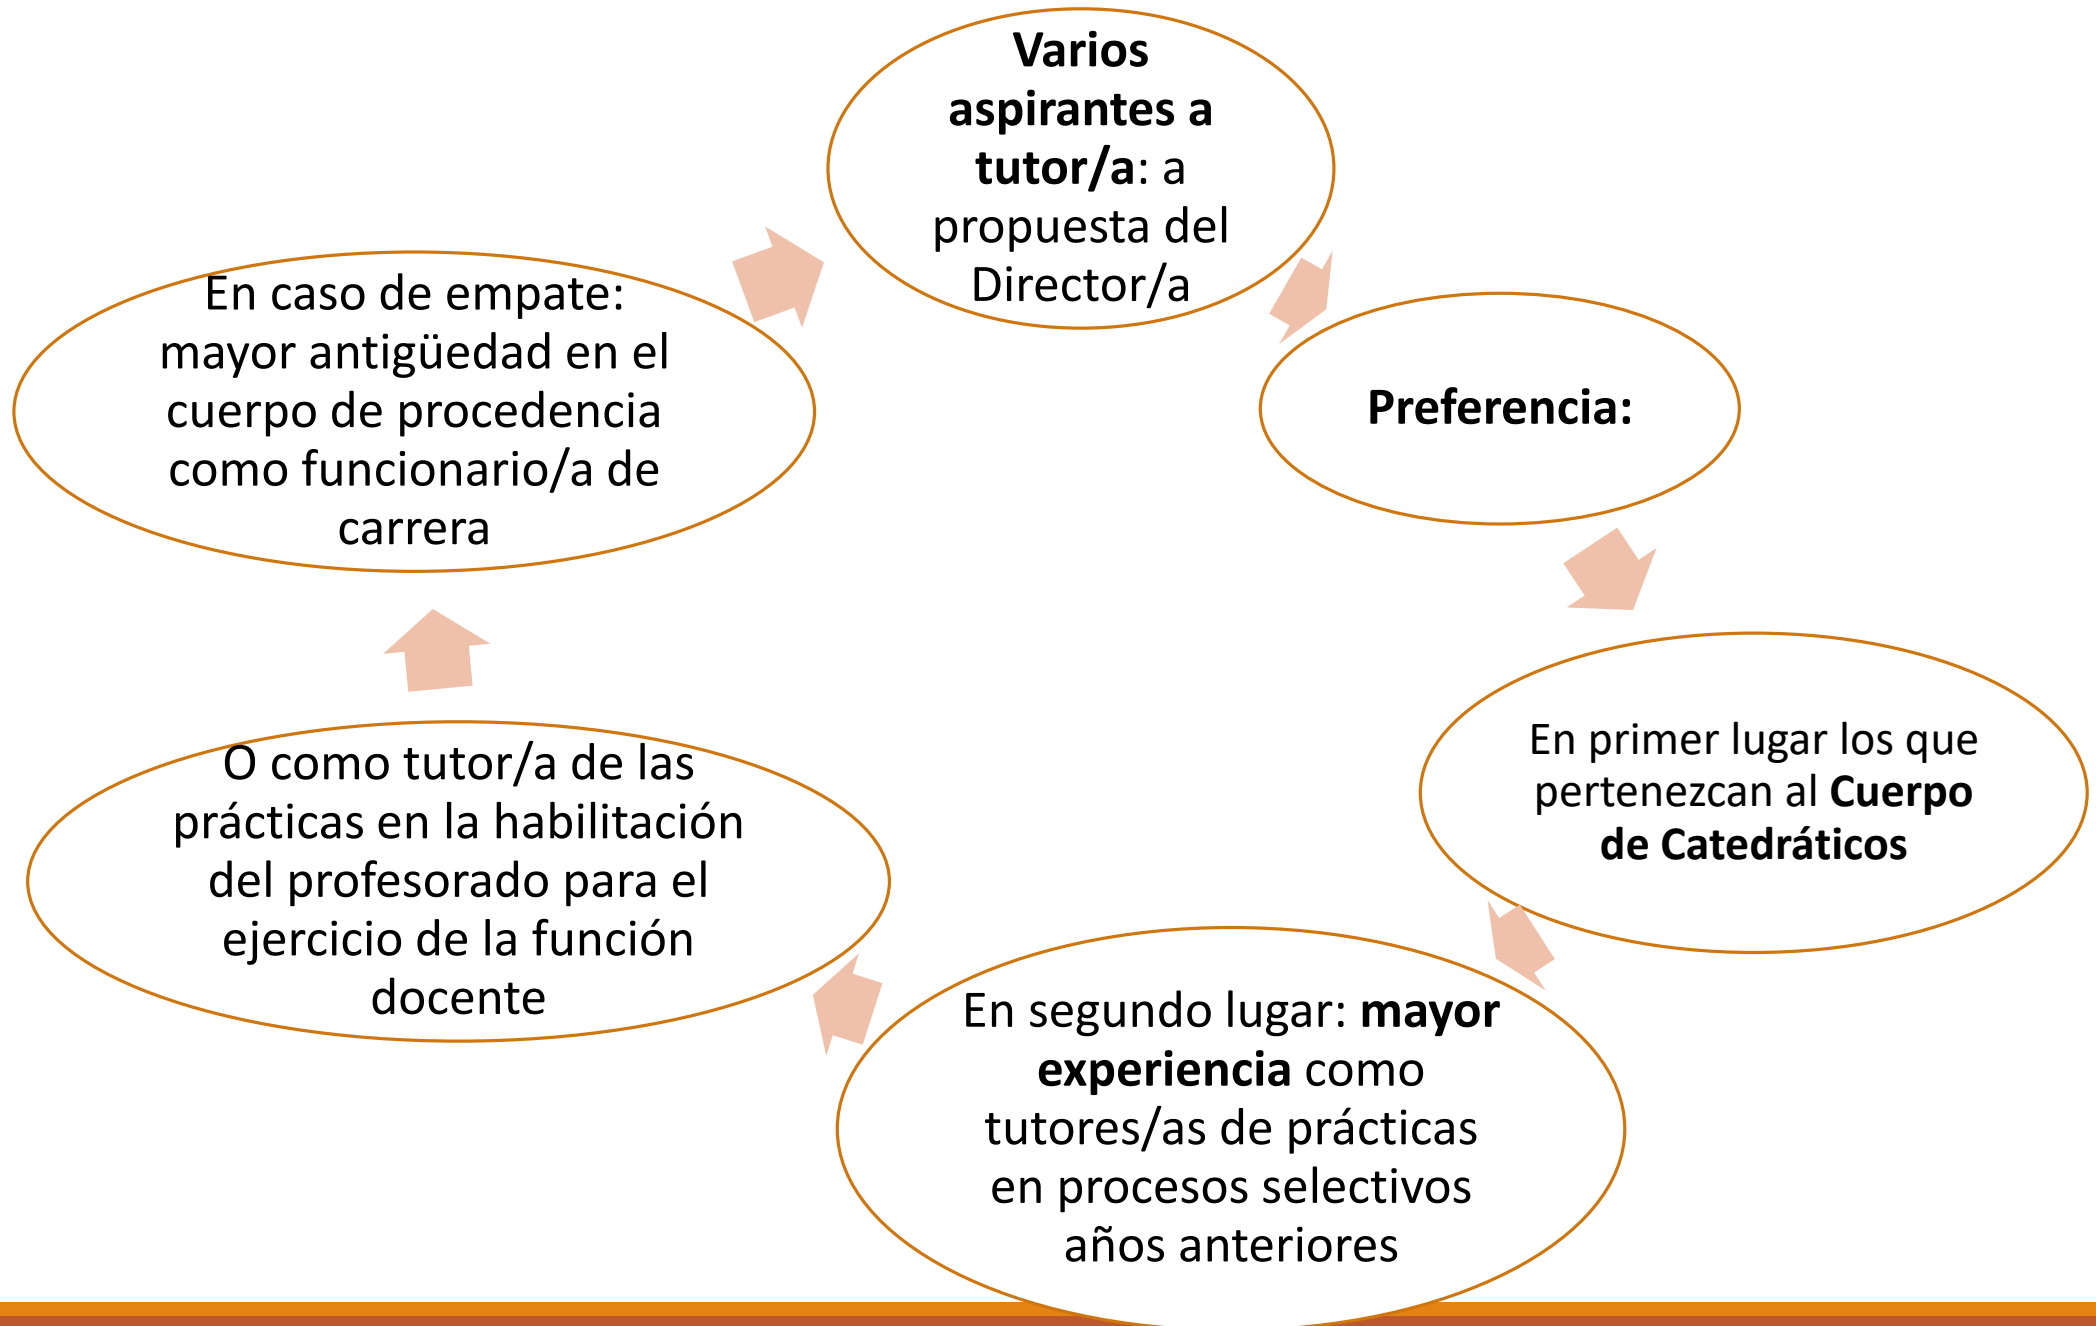 Varios
aspirantes a
tutor/a: a
propuesta del
Director/a
Preferencia:
En primer lugar los que
pertenezcan al Cuerpo
de Catedráticos
En segundo lugar: mayor
experiencia como
tutores/as de prácticas
en procesos selectivos
años anteriores
O como tutor/a de las
prácticas en la habilitación
del profesorado para el
ejercicio de la función
docente
En caso de empate:
mayor antigüedad en el
cuerpo de procedencia
como funcionario/a de
carrera